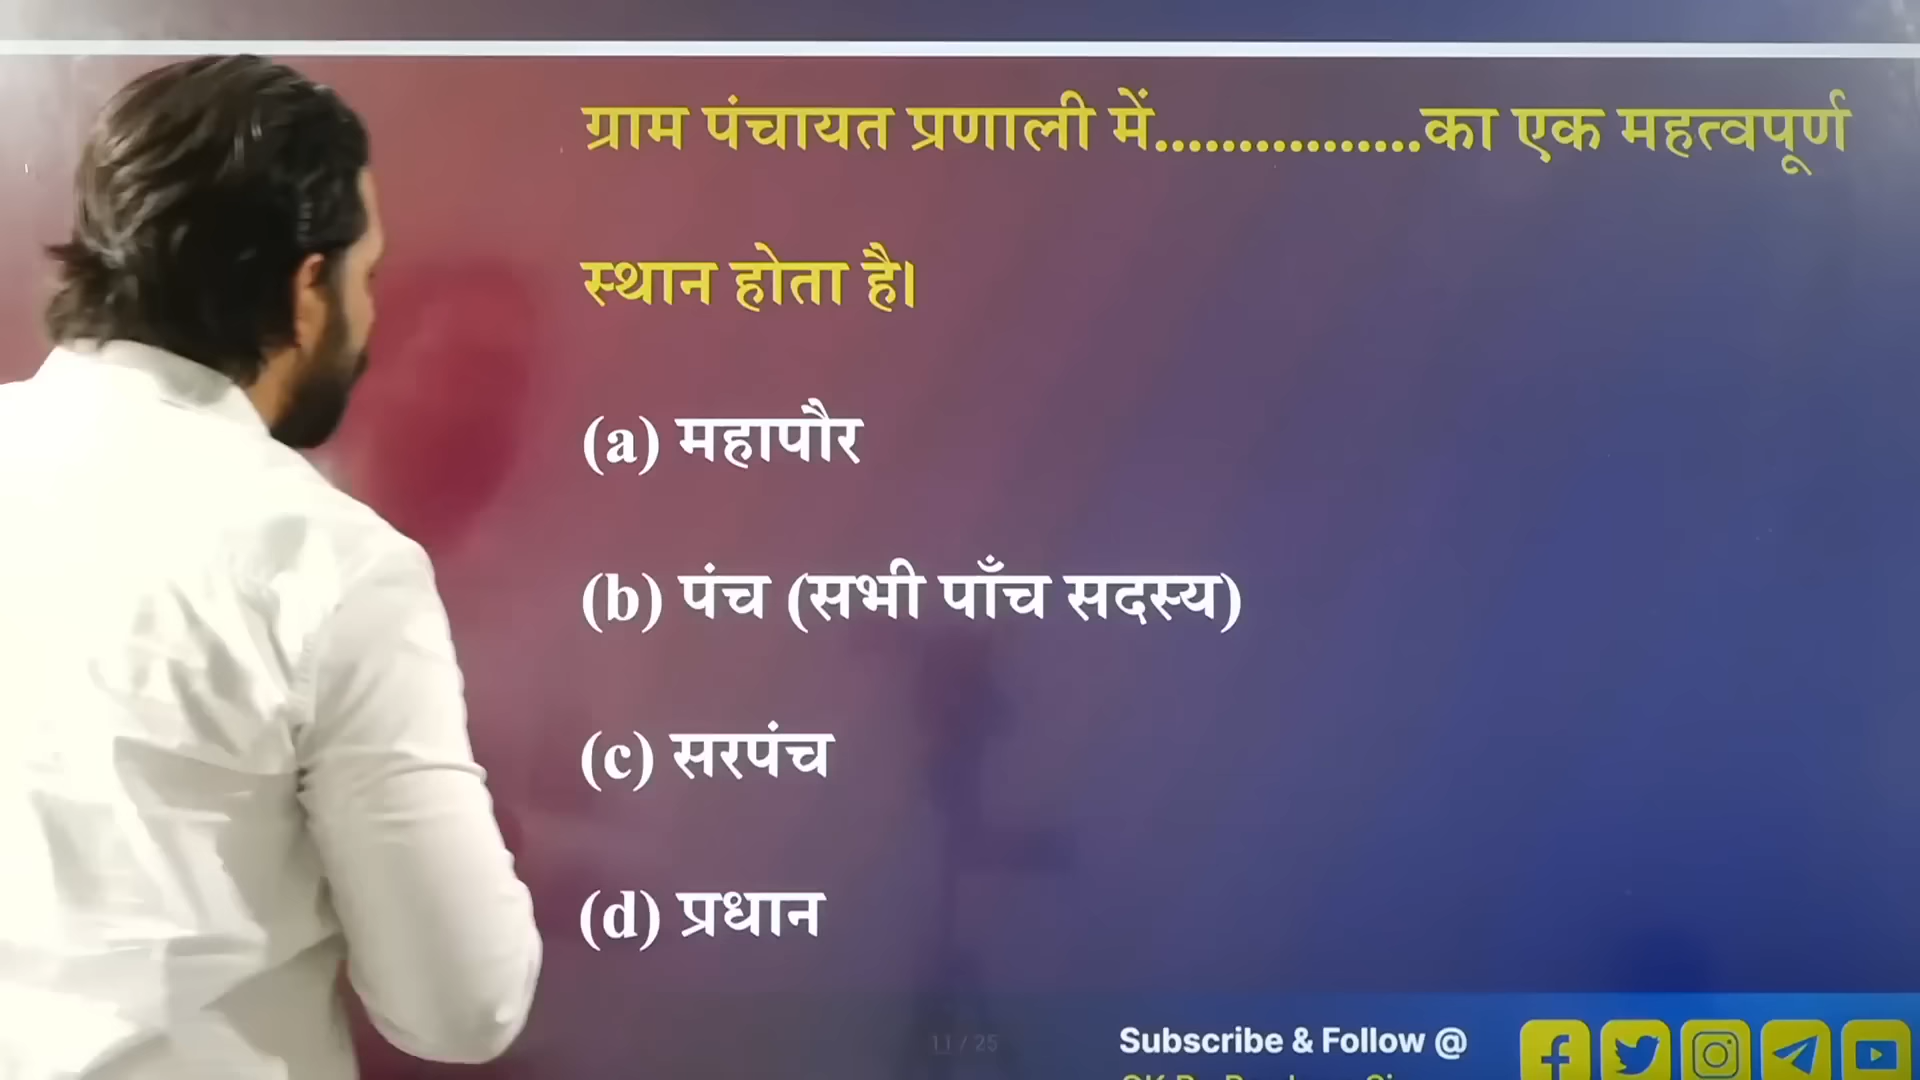 ग्राम पंचायत प्रणाली में................का एक महत्वपूर्ण
स्थान होता है।
(a) महापौर
(b) पंच (सभी पाँच सदस्य)
(c) सरपंच
(d) प्रधान
11 / 25
Subscribe & Follow @